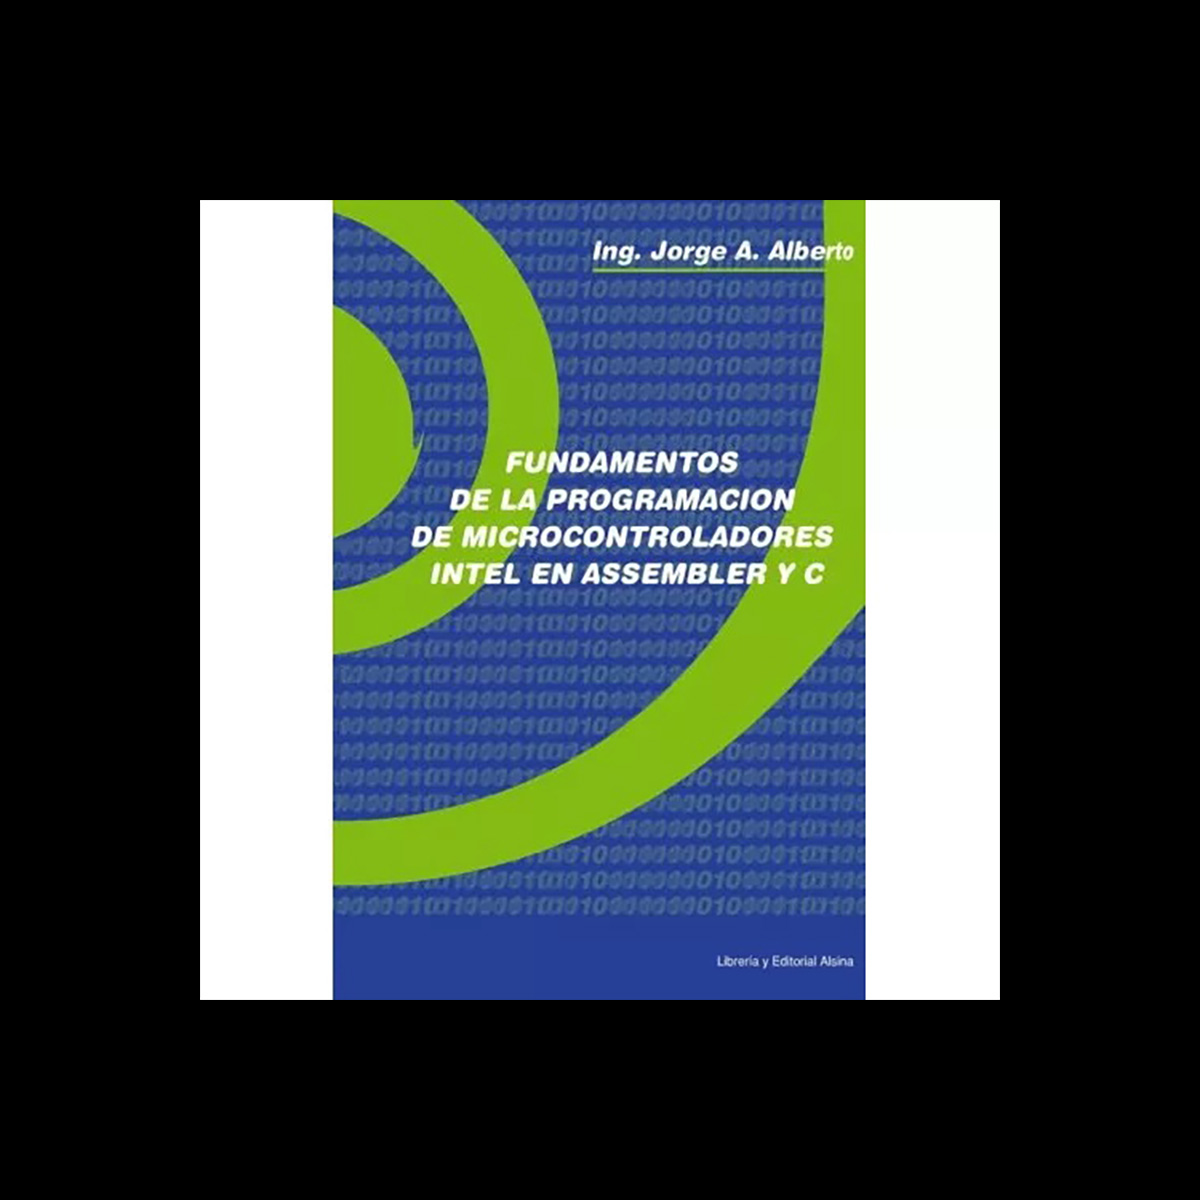 Ing. Jorge A. Alberto
FUNDAMENTOS
DE LA PROGRAMACION
DE MICROCONTROLADORES
INTEL EN ASSEMBLER Y C
Librería y Editorial Alsina